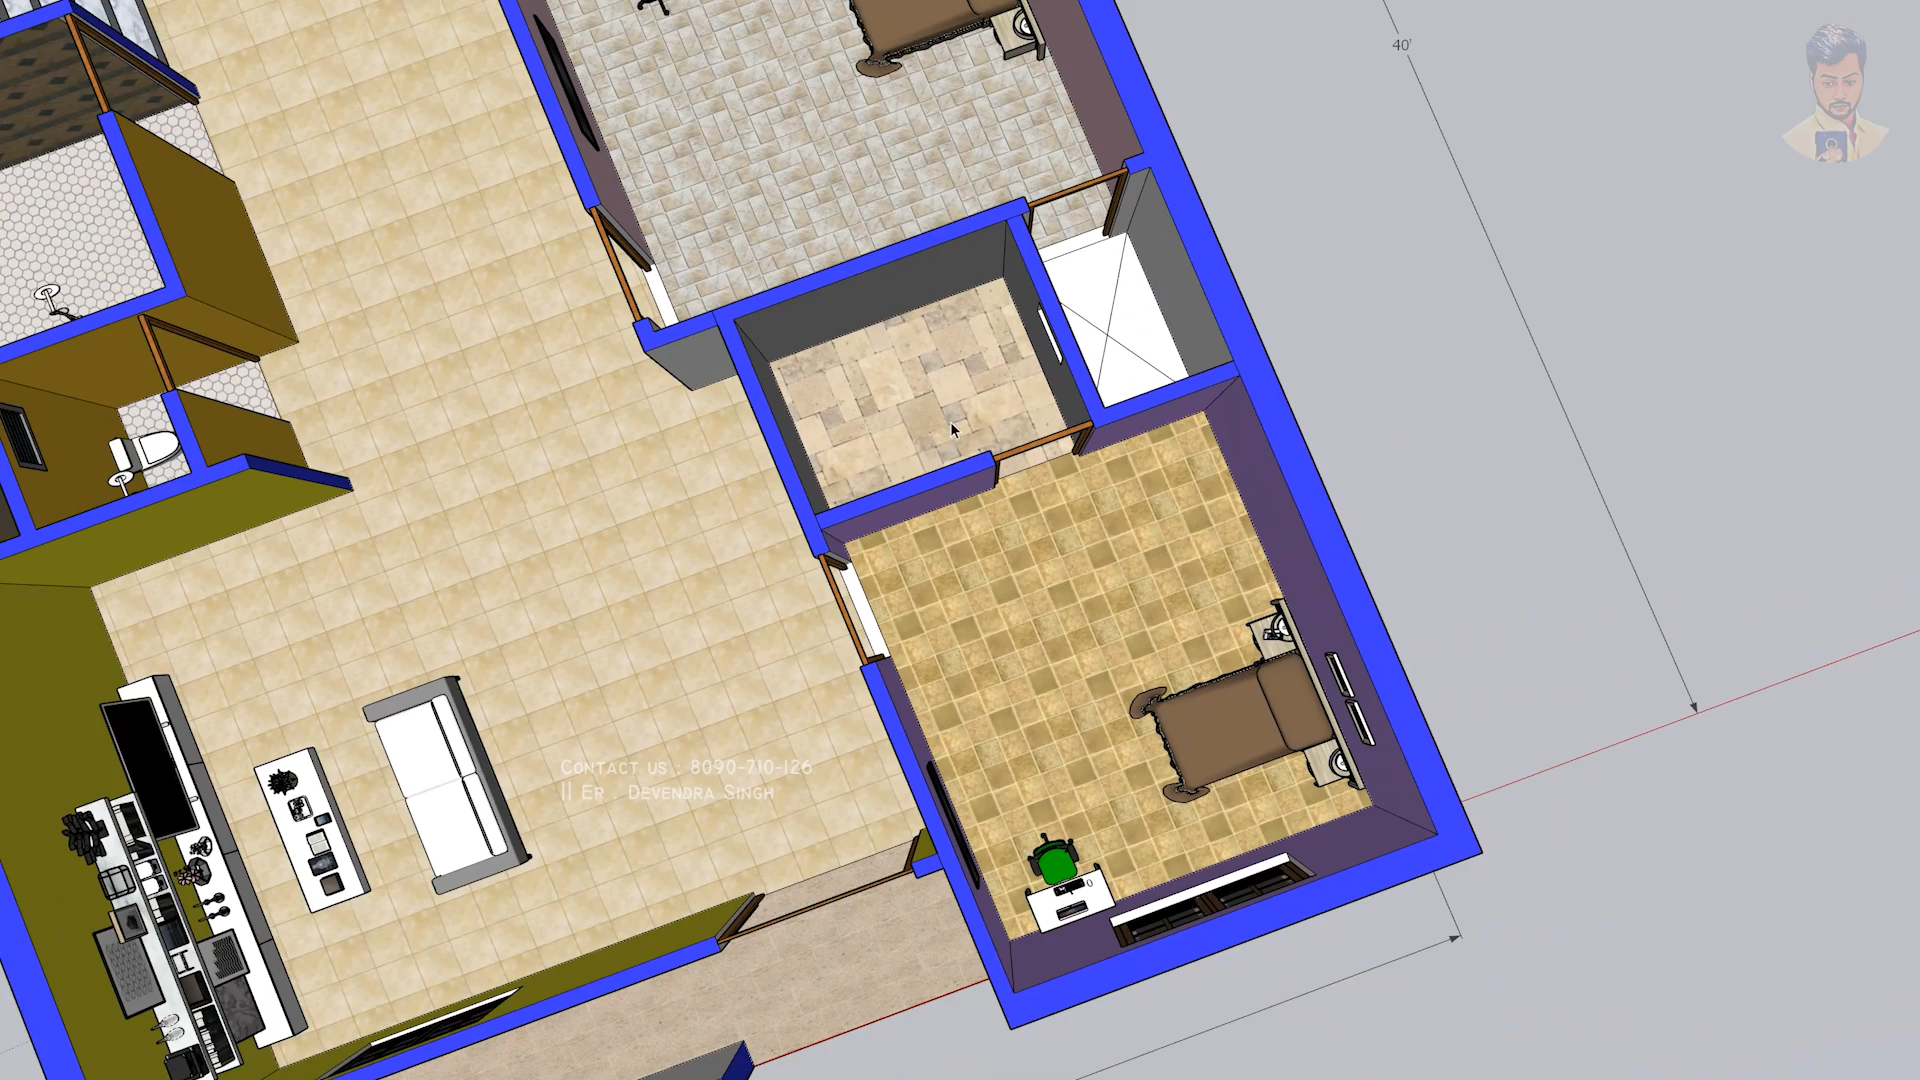 40'
Contact us : 8090-710-126
|| Er . Devendra Singh